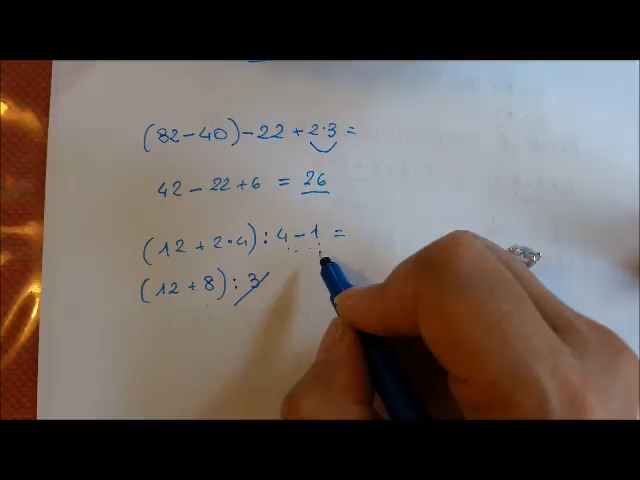 (82-40)-22+2·3=
42-22+6 = 26
(12+2·4):4-1=
(12+8):3